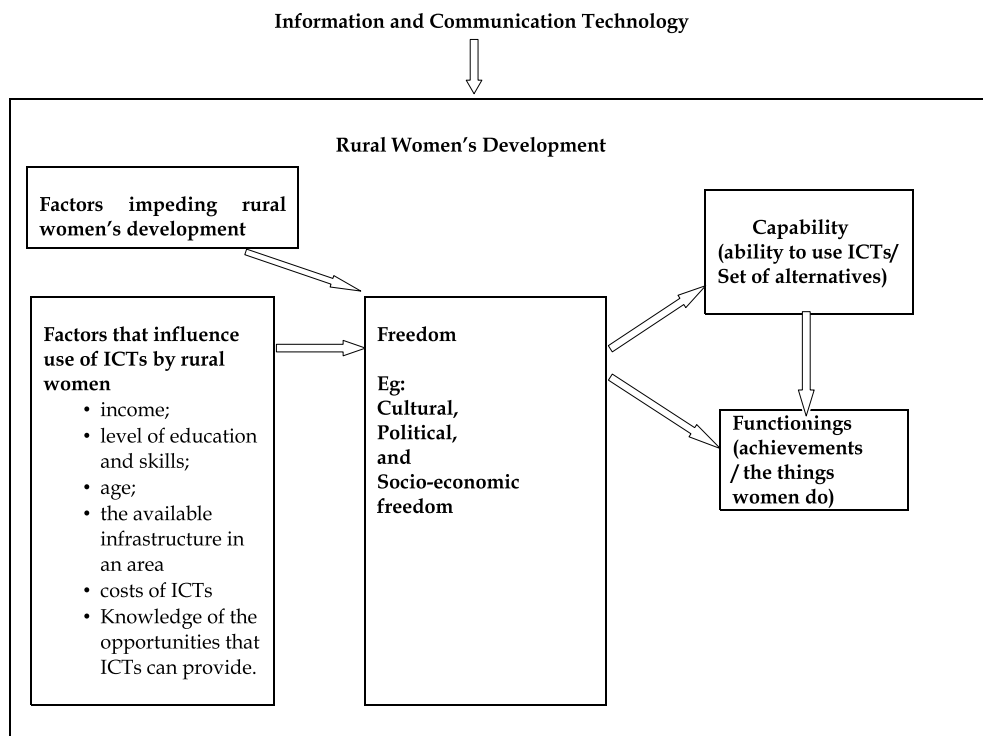 Information and Communication Technology
Rural Women's Development
Factors impeding rural
women's development
Factors that influence
use of ICTs by rural
women
• income;
• level of education
and skills;
• age;
• the available
infrastructure in
an area
• costs of ICTs
• Knowledge of the
opportunities that
ICTs can provide.
Freedom
Eg:
Cultural,
Political,
and
Socio-economic
freedom
Capability
(ability to use ICTs/
Set of alternatives)
Functionings
(achievements
/ the things
women do)